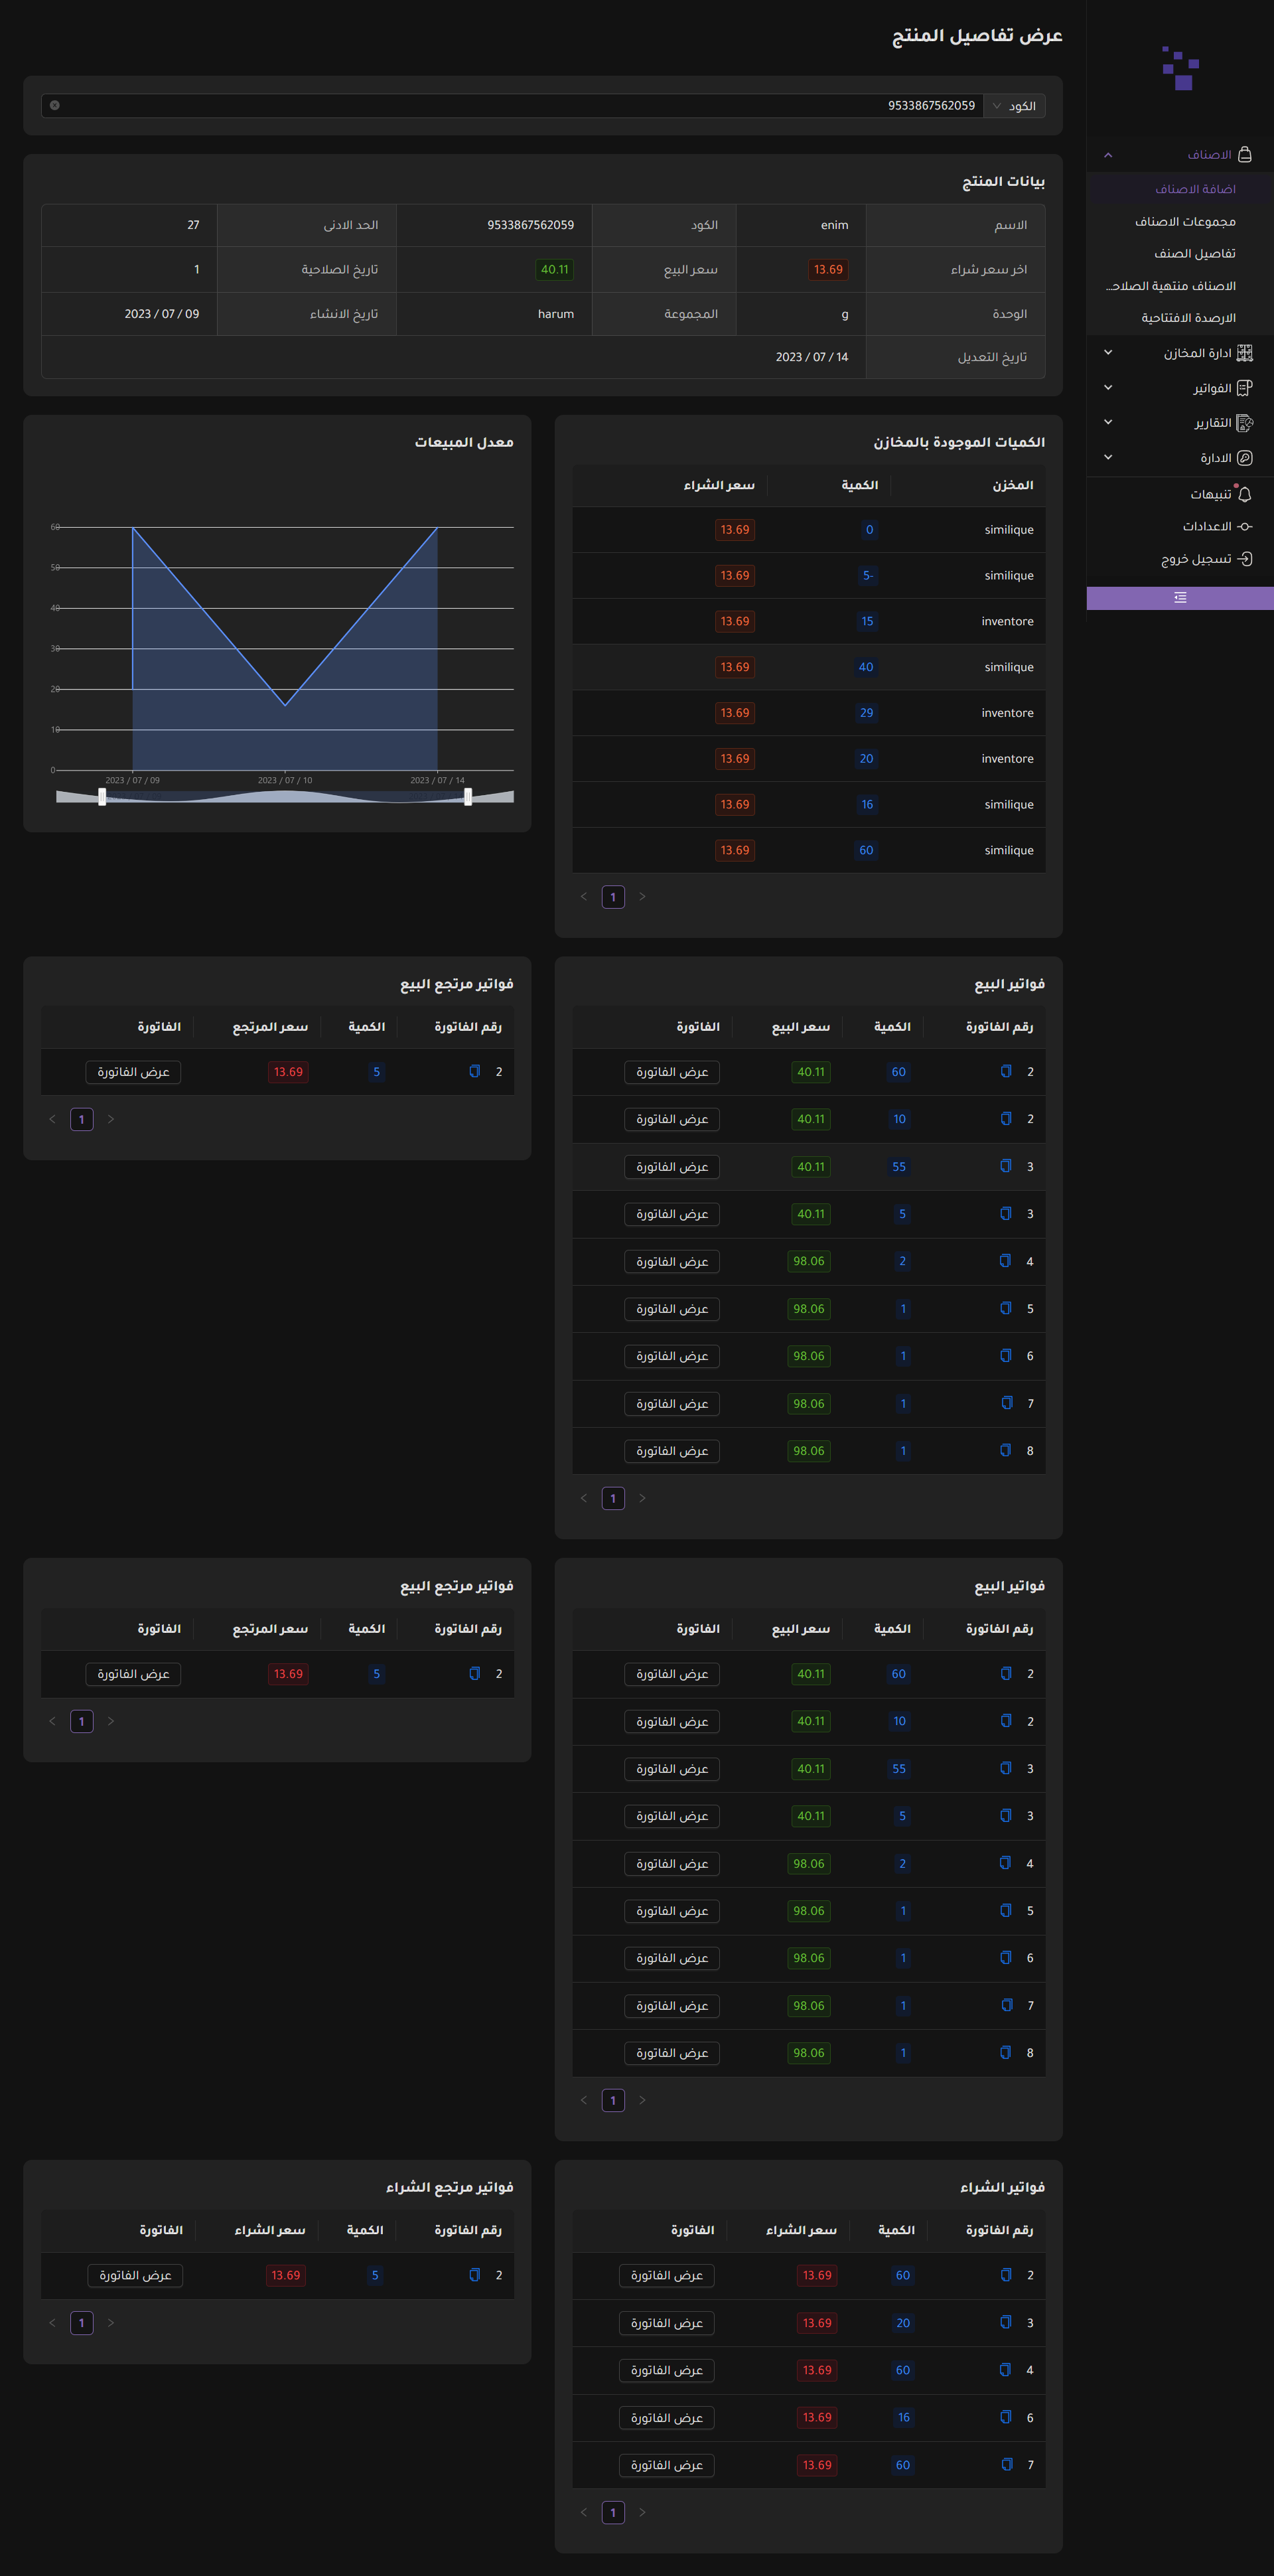 عرض تفاصيل المنتج
الكود 9533867562059
الاصناف
اضافة الاصناف
مجموعات الاصناف
تفاصيل الصنف
الاصناف منتهية الصلاحـ...
الارصدة الافتتاحية
ادارة المخازن
الفواتير
التقارير
الادارة
تنبيهات
الاعدادات
تسجيل خروج
بيانات المنتج
الاسم enim الكود 9533867562059 الحد الادنى 27
اخر سعر شراء 13.69 سعر البيع 40.11 تاريخ الصلاحية 1
الوحدة g المجموعة harum تاريخ الانشاء 2023 / 07 / 09
تاريخ التعديل 2023 / 07 / 14
الكميات الموجودة بالمخازن
المخزن الكمية سعر الشراء
similique 0 13.69
similique 5- 13.69
inventore 15 13.69
similique 40 13.69
inventore 29 13.69
inventore 20 13.69
similique 16 13.69
similique 60 13.69
1
معدل المبيعات
60
50
40
30
20
10
0
2023 / 07 / 09 2023 / 07 / 10 2023 / 07 / 14
فواتير البيع
رقم الفاتورة الكمية سعر البيع الفاتورة
2 60 40.11 عرض الفاتورة
2 10 40.11 عرض الفاتورة
3 55 40.11 عرض الفاتورة
3 5 40.11 عرض الفاتورة
4 2 98.06 عرض الفاتورة
5 1 98.06 عرض الفاتورة
6 1 98.06 عرض الفاتورة
7 1 98.06 عرض الفاتورة
8 1 98.06 عرض الفاتورة
1
فواتير مرتجع البيع
رقم الفاتورة الكمية سعر المرتجع الفاتورة
2 5 13.69 عرض الفاتورة
1
فواتير البيع
رقم الفاتورة الكمية سعر البيع الفاتورة
2 60 40.11 عرض الفاتورة
2 10 40.11 عرض الفاتورة
3 55 40.11 عرض الفاتورة
3 5 40.11 عرض الفاتورة
4 2 98.06 عرض الفاتورة
5 1 98.06 عرض الفاتورة
6 1 98.06 عرض الفاتورة
7 1 98.06 عرض الفاتورة
8 1 98.06 عرض الفاتورة
1
فواتير مرتجع البيع
رقم الفاتورة الكمية سعر المرتجع الفاتورة
2 5 13.69 عرض الفاتورة
1
فواتير الشراء
رقم الفاتورة الكمية سعر الشراء الفاتورة
2 60 13.69 عرض الفاتورة
3 20 13.69 عرض الفاتورة
4 60 13.69 عرض الفاتورة
6 16 13.69 عرض الفاتورة
7 60 13.69 عرض الفاتورة
1
فواتير مرتجع الشراء
رقم الفاتورة الكمية سعر الشراء الفاتورة
2 5 13.69 عرض الفاتورة
1